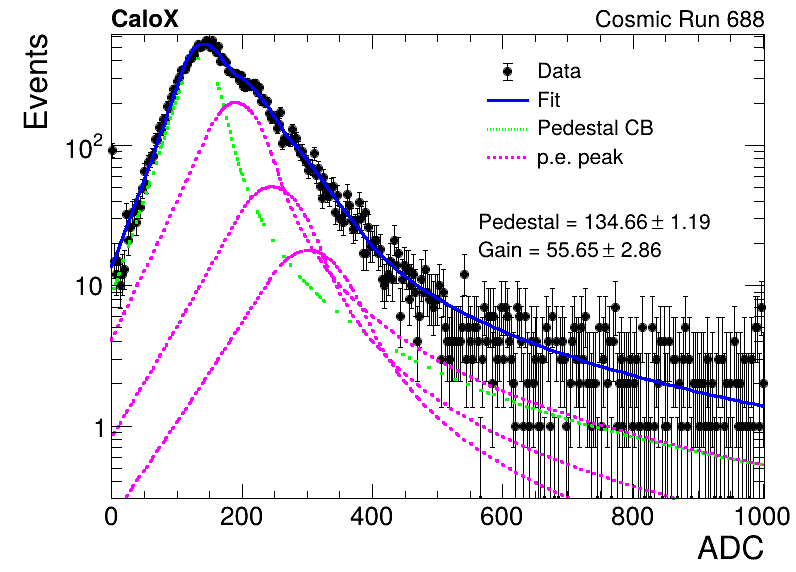 CaloX
Cosmic Run 688
Events
Data
Fit
Pedestal CB
p.e. peak
Pedestal = 134.66 ± 1.19
Gain = 55.65 ± 2.86
10²
10
1
0 200 400 600 800 1000
ADC